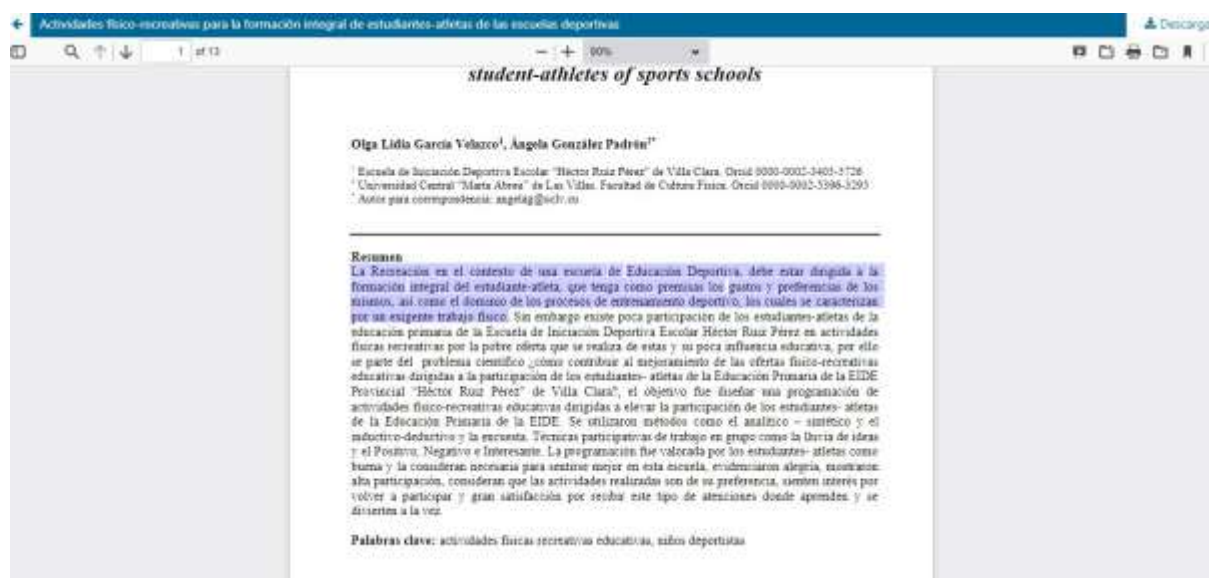 Actividades físico-recreativas para la formación integral de estudiantes-atletas de las escuelas deportivas
Descarga
1 of 13
90%
student-athletes of sports schools
Olga Lidia García Velazco¹, Ángela González Padrón²*
¹ Escuela de Iniciación Deportiva Escolar "Héctor Ruiz Pérez" de Villa Clara. Orcid 0000-0002-3403-3726
² Universidad Central "Marta Abreu" de Las Villas. Facultad de Cultura Física. Orcid 0000-0002-5396-3293
* Autor para correspondencia: angelag@uclv.cu
Resumen
La Recreación en el contexto de una escuela de Educación Deportiva, debe estar dirigida a la
formación integral del estudiante-atleta, que tenga como premisas los gustos y preferencias de los
mismos, así como el dominio de los procesos de entrenamiento deportivo, los cuales se caracterizan
por un exigente trabajo físico. Sin embargo existe poca participación de los estudiantes-atletas de la
educación primaria de la Escuela de Iniciación Deportiva Escolar Héctor Ruiz Pérez en actividades
físicas recreativas por la pobre oferta que se realiza de estas y su poca influencia educativa, por ello
se parte del problema científico ¿cómo contribuir al mejoramiento de las ofertas físico-recreativas
educativas dirigidas a la participación de los estudiantes- atletas de la Educación Primaria de la EIDE
Provincial "Héctor Ruiz Pérez" de Villa Clara?, el objetivo fue diseñar una programación de
actividades físico-recreativas educativas dirigidas a elevar la participación de los estudiantes- atletas
de la Educación Primaria de la EIDE. Se utilizaron métodos como el analítico – sintético y el
inductivo-deductivo y la encuesta. Técnicas participativas de trabajo en grupo como la lluvia de ideas
y el Positivo, Negativo e Interesante. La programación fue valorada por los estudiantes- atletas como
buena y la consideran necesaria para sentirse mejor en esta escuela, evidenciaron alegría, mostraron
alta participación, consideran que las actividades realizadas son de su preferencia, sienten interés por
volver a participar y gran satisfacción por recibir este tipo de atenciones donde aprenden y se
divierten a la vez.
Palabras clave: actividades físicas recreativas educativas, niños deportistas